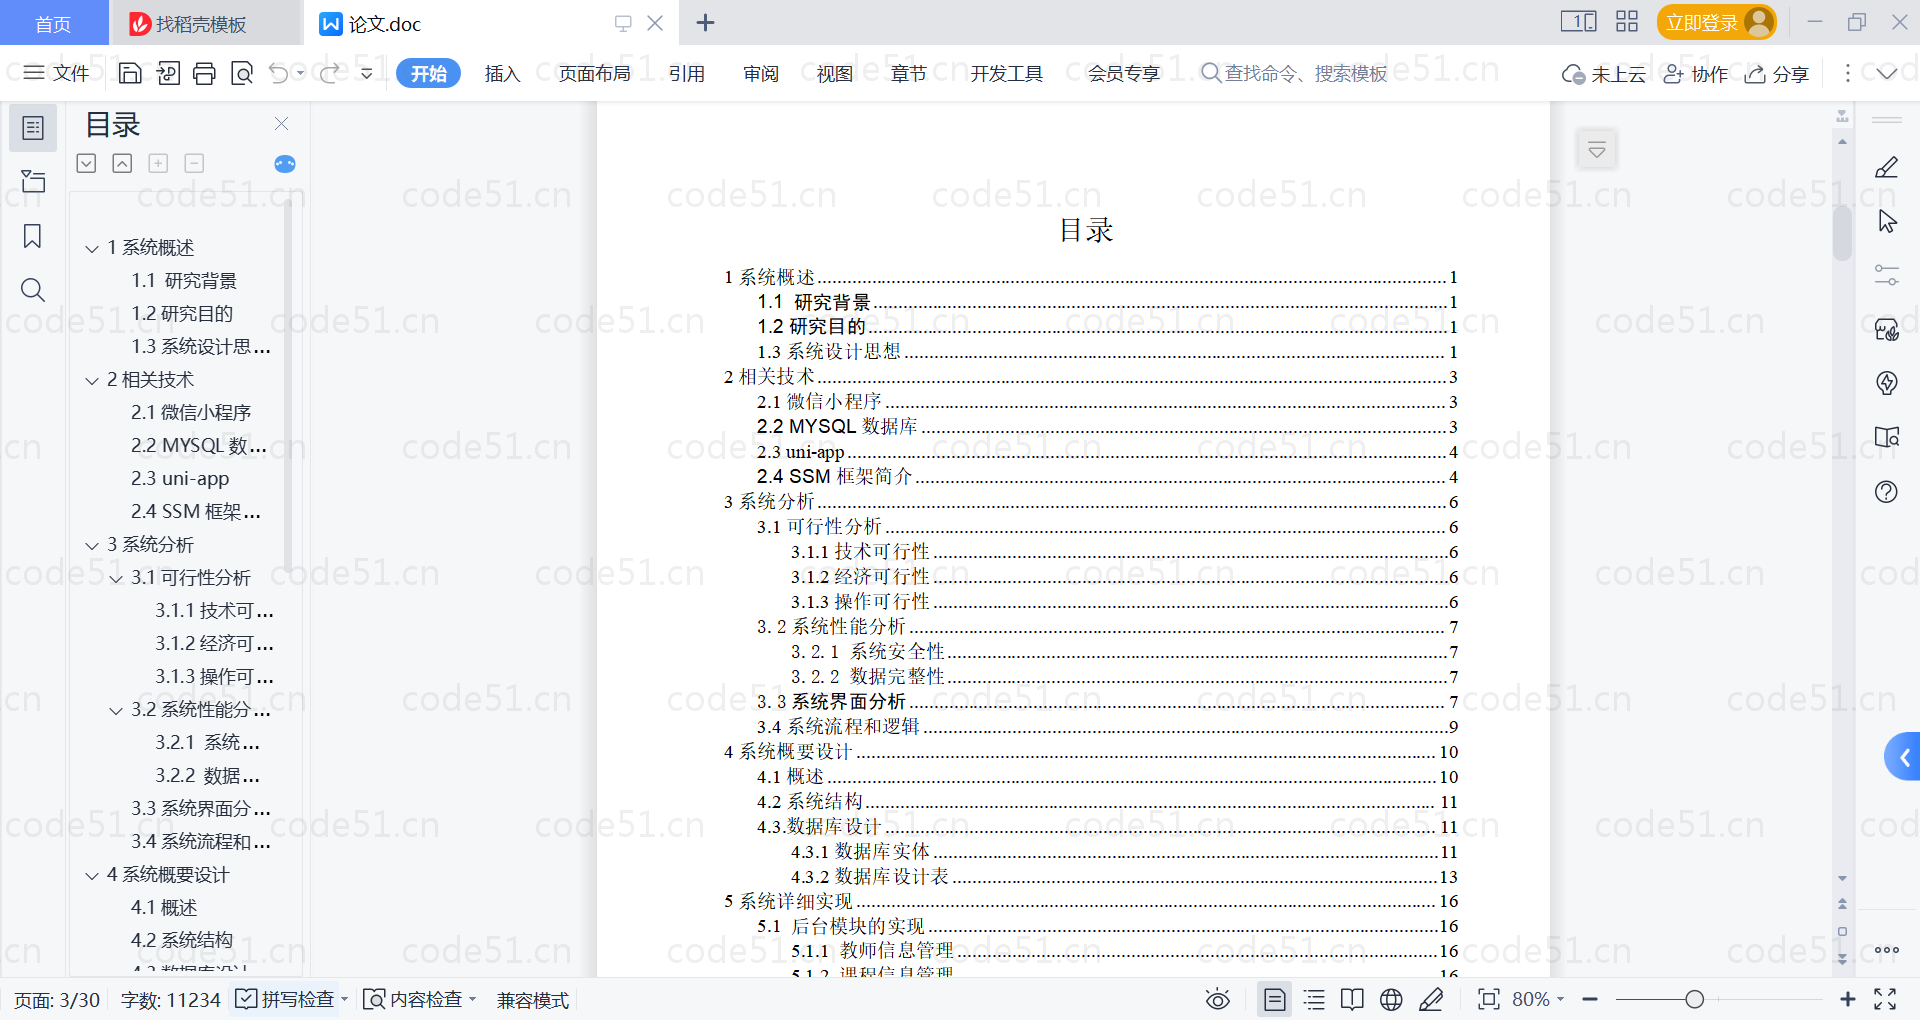 首页 找稻壳模板 论文.doc 立即登录
文件 开始 插入 页面布局 引用 审阅 视图 章节 开发工具 会员专享 查找命令、搜索模板 未上云 协作 分享
目录
1 系统概述
1.1 研究背景
1.2 研究目的
1.3 系统设计思...
2 相关技术
2.1 微信小程序
2.2 MYSQL 数...
2.3 uni-app
2.4 SSM 框架...
3 系统分析
3.1 可行性分析
3.1.1 技术可...
3.1.2 经济可...
3.1.3 操作可...
3.2 系统性能分...
3.2.1 系统...
3.2.2 数据...
3.3 系统界面分...
3.4 系统流程和...
4 系统概要设计
4.1 概述
4.2 系统结构
4.3 数据库设计
目录
1 系统概述 1
1.1 研究背景 1
1.2 研究目的 1
1.3 系统设计思想 1
2 相关技术 3
2.1 微信小程序 3
2.2 MYSQL 数据库 3
2.3 uni-app 4
2.4 SSM 框架简介 4
3 系统分析 6
3.1 可行性分析 6
3.1.1 技术可行性 6
3.1.2 经济可行性 6
3.1.3 操作可行性 6
3.2 系统性能分析 7
3.2.1 系统安全性 7
3.2.2 数据完整性 7
3.3 系统界面分析 7
3.4 系统流程和逻辑 9
4 系统概要设计 10
4.1 概述 10
4.2 系统结构 11
4.3.数据库设计 11
4.3.1 数据库实体 11
4.3.2 数据库设计表 13
5 系统详细实现 16
5.1 后台模块的实现 16
5.1.1 教师信息管理 16
5.1.2 课程信息管理 16
页面: 3/30 字数: 11234 拼写检查 内容检查 兼容模式 80%
code51.cn